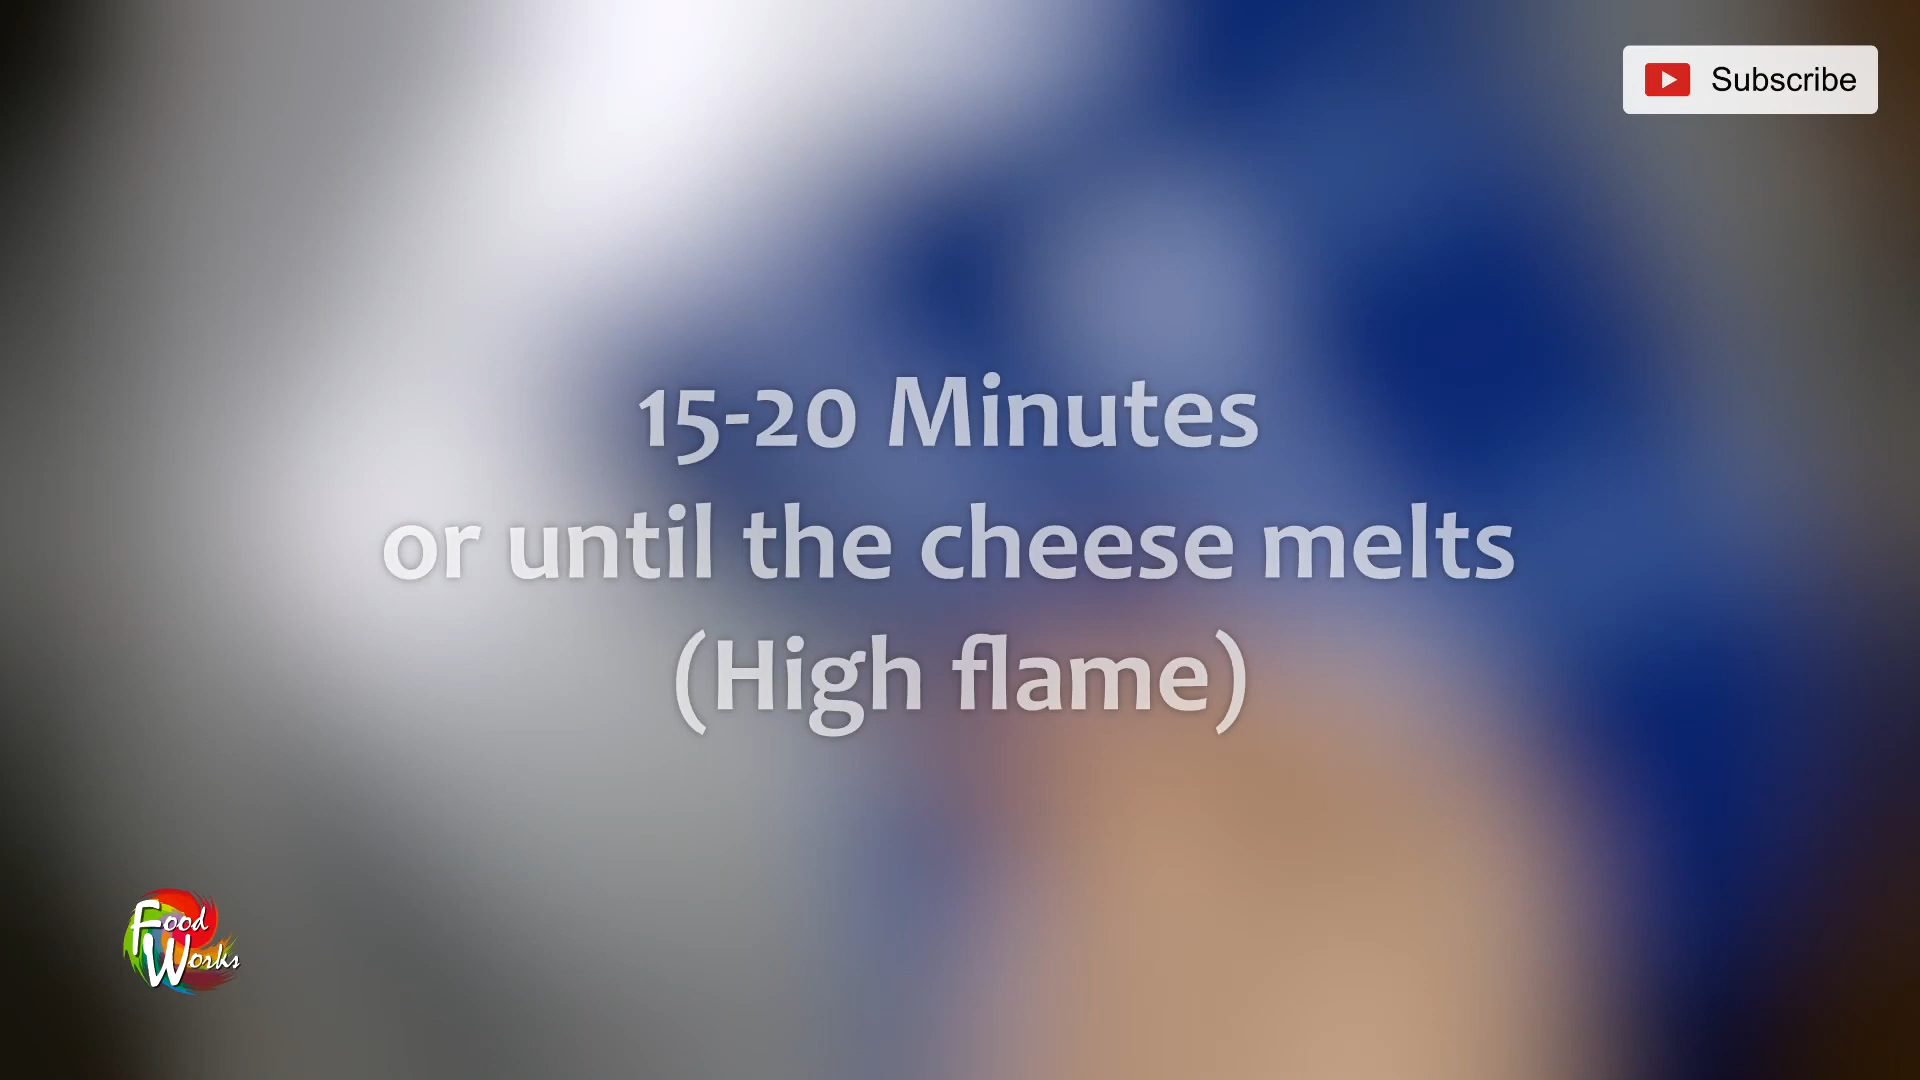 Subscribe
15-20 Minutes
or until the cheese melts
(High flame)
Food
Works